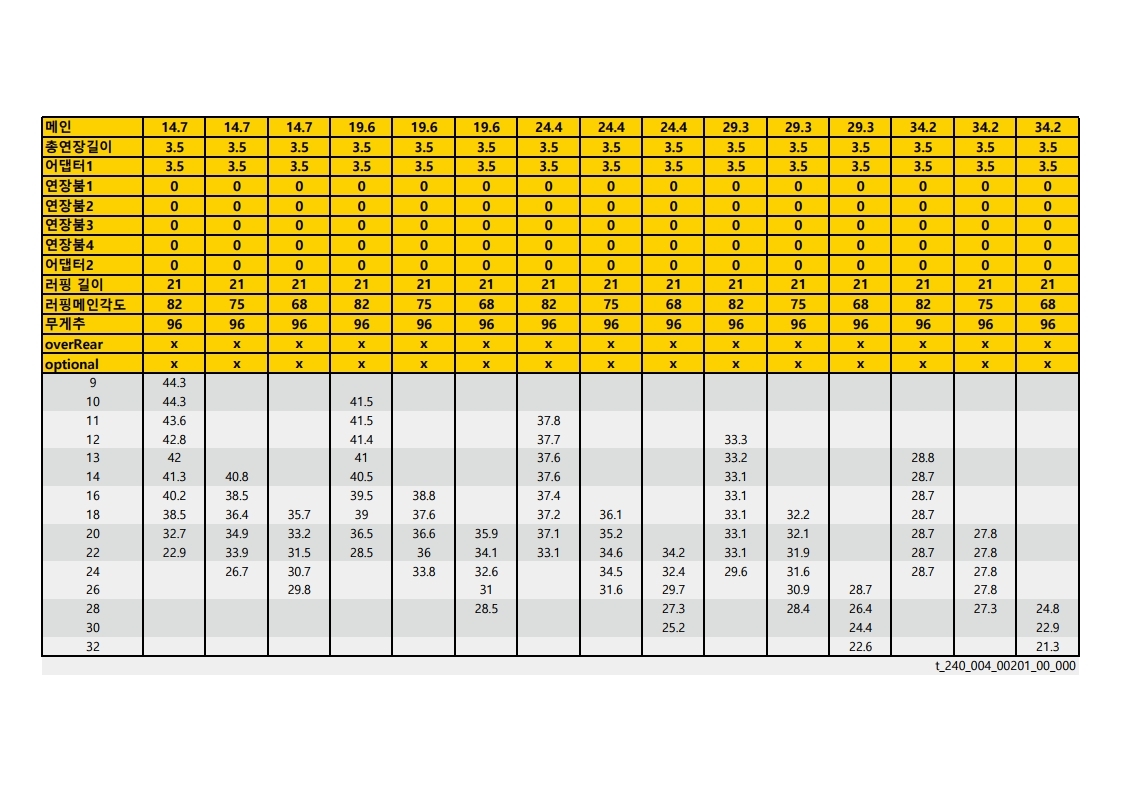 메인 14.7 14.7 14.7 19.6 19.6 19.6 24.4 24.4 24.4 29.3 29.3 29.3 34.2 34.2 34.2
총연장길이 3.5 3.5 3.5 3.5 3.5 3.5 3.5 3.5 3.5 3.5 3.5 3.5 3.5 3.5 3.5
어댑터1 3.5 3.5 3.5 3.5 3.5 3.5 3.5 3.5 3.5 3.5 3.5 3.5 3.5 3.5 3.5
연장붐1 0 0 0 0 0 0 0 0 0 0 0 0 0 0 0
연장붐2 0 0 0 0 0 0 0 0 0 0 0 0 0 0 0
연장붐3 0 0 0 0 0 0 0 0 0 0 0 0 0 0 0
연장붐4 0 0 0 0 0 0 0 0 0 0 0 0 0 0 0
어댑터2 0 0 0 0 0 0 0 0 0 0 0 0 0 0 0
러핑 길이 21 21 21 21 21 21 21 21 21 21 21 21 21 21 21
러핑메인각도 82 75 68 82 75 68 82 75 68 82 75 68 82 75 68
무게추 96 96 96 96 96 96 96 96 96 96 96 96 96 96 96
overRear x x x x x x x x x x x x x x x
optional x x x x x x x x x x x x x x x
9 44.3
10 44.3 41.5
11 43.6 41.5 37.8
12 42.8 41.4 37.7 33.3
13 42 41 37.6 33.2 28.8
14 41.3 40.8 40.5 37.6 33.1 28.7
16 40.2 38.5 39.5 38.8 37.4 33.1 28.7
18 38.5 36.4 35.7 39 37.6 37.2 36.1 33.1 32.2 28.7
20 32.7 34.9 33.2 36.5 36.6 35.9 37.1 35.2 33.1 32.1 28.7 27.8
22 22.9 33.9 31.5 28.5 36 34.1 33.1 34.6 34.2 33.1 31.9 28.7 27.8
24 26.7 30.7 33.8 32.6 34.5 32.4 29.6 31.6 28.7 27.8
26 29.8 31 31.6 29.7 30.9 28.7 27.8
28 28.5 27.3 28.4 26.4 27.3 24.8
30 25.2 24.4 22.9
32 22.6 21.3
t_240_004_00201_00_000